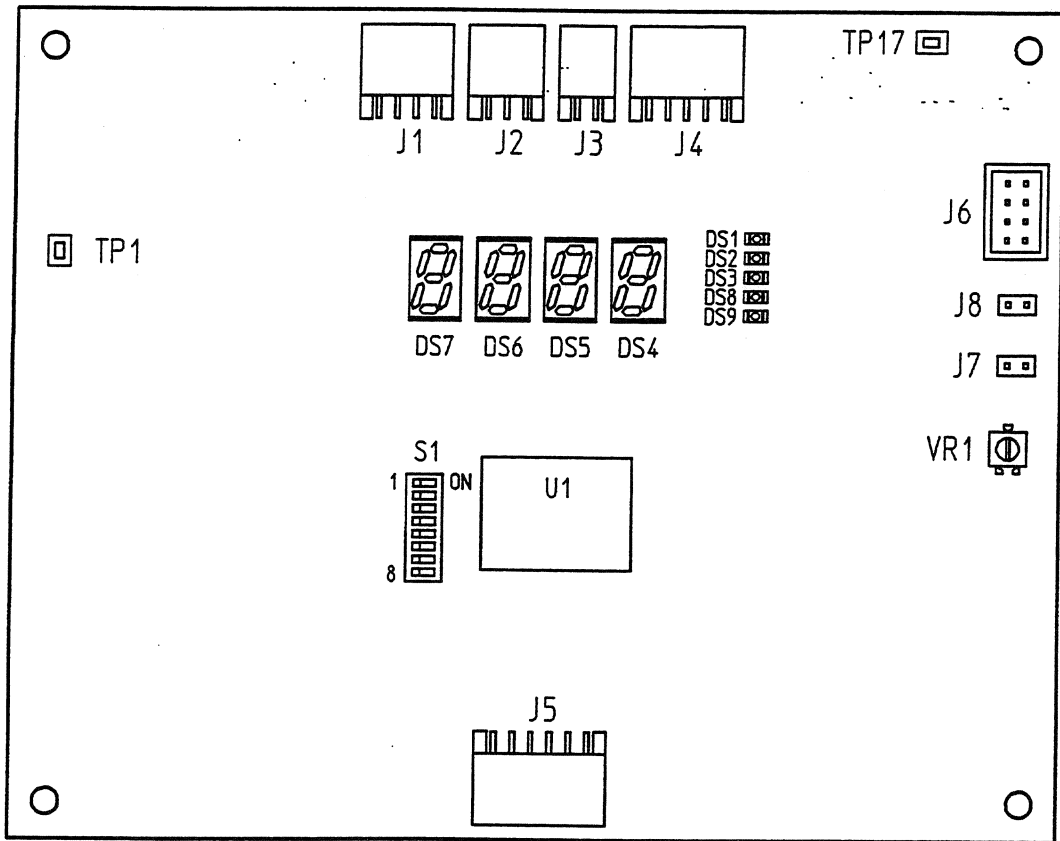 TP17
J1 J2 J3 J4
J6
TP1
DS1
DS2
DS3
DS8
DS9
J8
DS7 DS6 DS5 DS4
J7
S1
VR1
1 ON
U1
8
J5